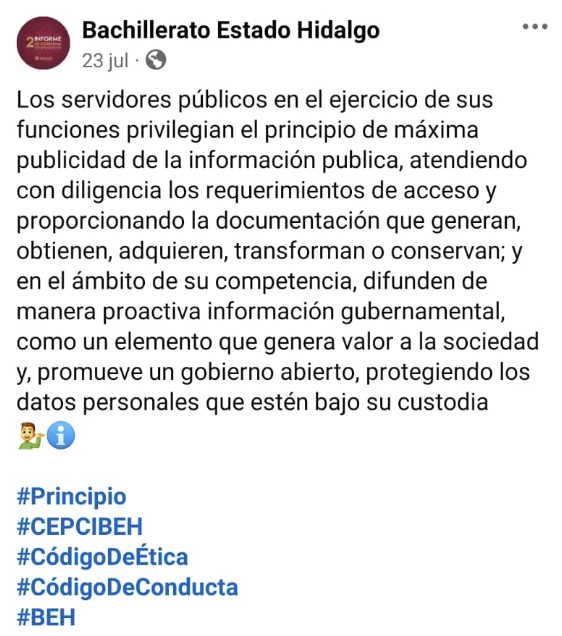 Bachillerato Estado Hidalgo
2 INFORME
23 jul ·
Los servidores públicos en el ejercicio de sus
funciones privilegian el principio de máxima
publicidad de la información publica, atendiendo
con diligencia los requerimientos de acceso y
proporcionando la documentación que generan,
obtienen, adquieren, transforman o conservan; y
en el ámbito de su competencia, difunden de
manera proactiva información gubernamental,
como un elemento que genera valor a la sociedad
y, promueve un gobierno abierto, protegiendo los
datos personales que estén bajo su custodia
#Principio
#CEPCIBEH
#CódigoDeÉtica
#CódigoDeConducta
#BEH